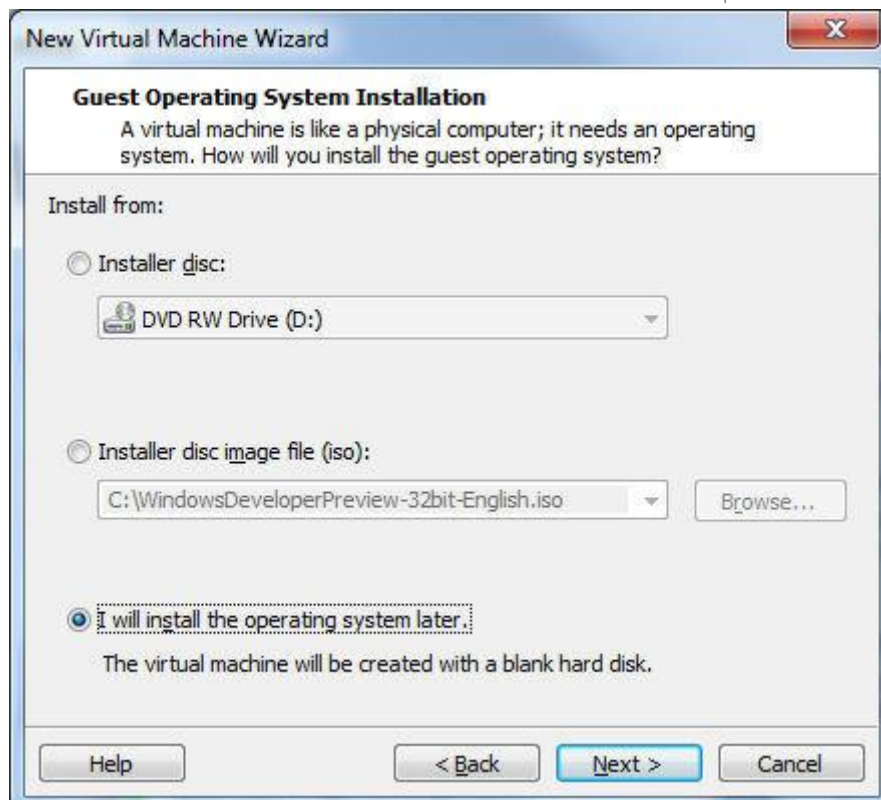 New Virtual Machine Wizard
Guest Operating System Installation
A virtual machine is like a physical computer; it needs an operating
system. How will you install the guest operating system?
Install from:
Installer disc:
DVD RW Drive (D:)
Installer disc image file (iso):
C:\WindowsDeveloperPreview-32bit-English.iso
Browse...
I will install the operating system later.
The virtual machine will be created with a blank hard disk.
Help
< Back
Next >
Cancel